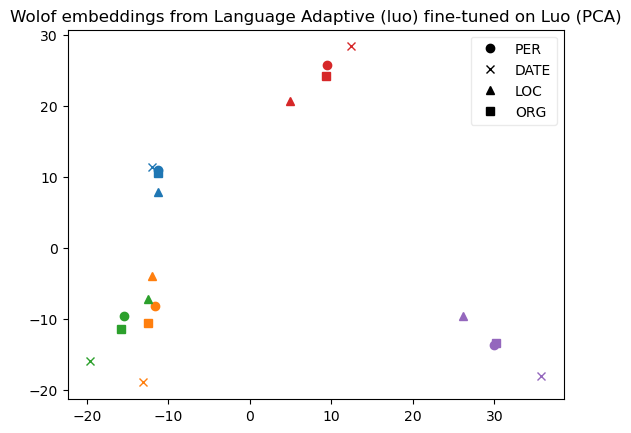 Wolof embeddings from Language Adaptive (luo) fine-tuned on Luo (PCA)
PER
DATE
LOC
ORG
30
20
10
0
−10
−20
−20 −10 0 10 20 30